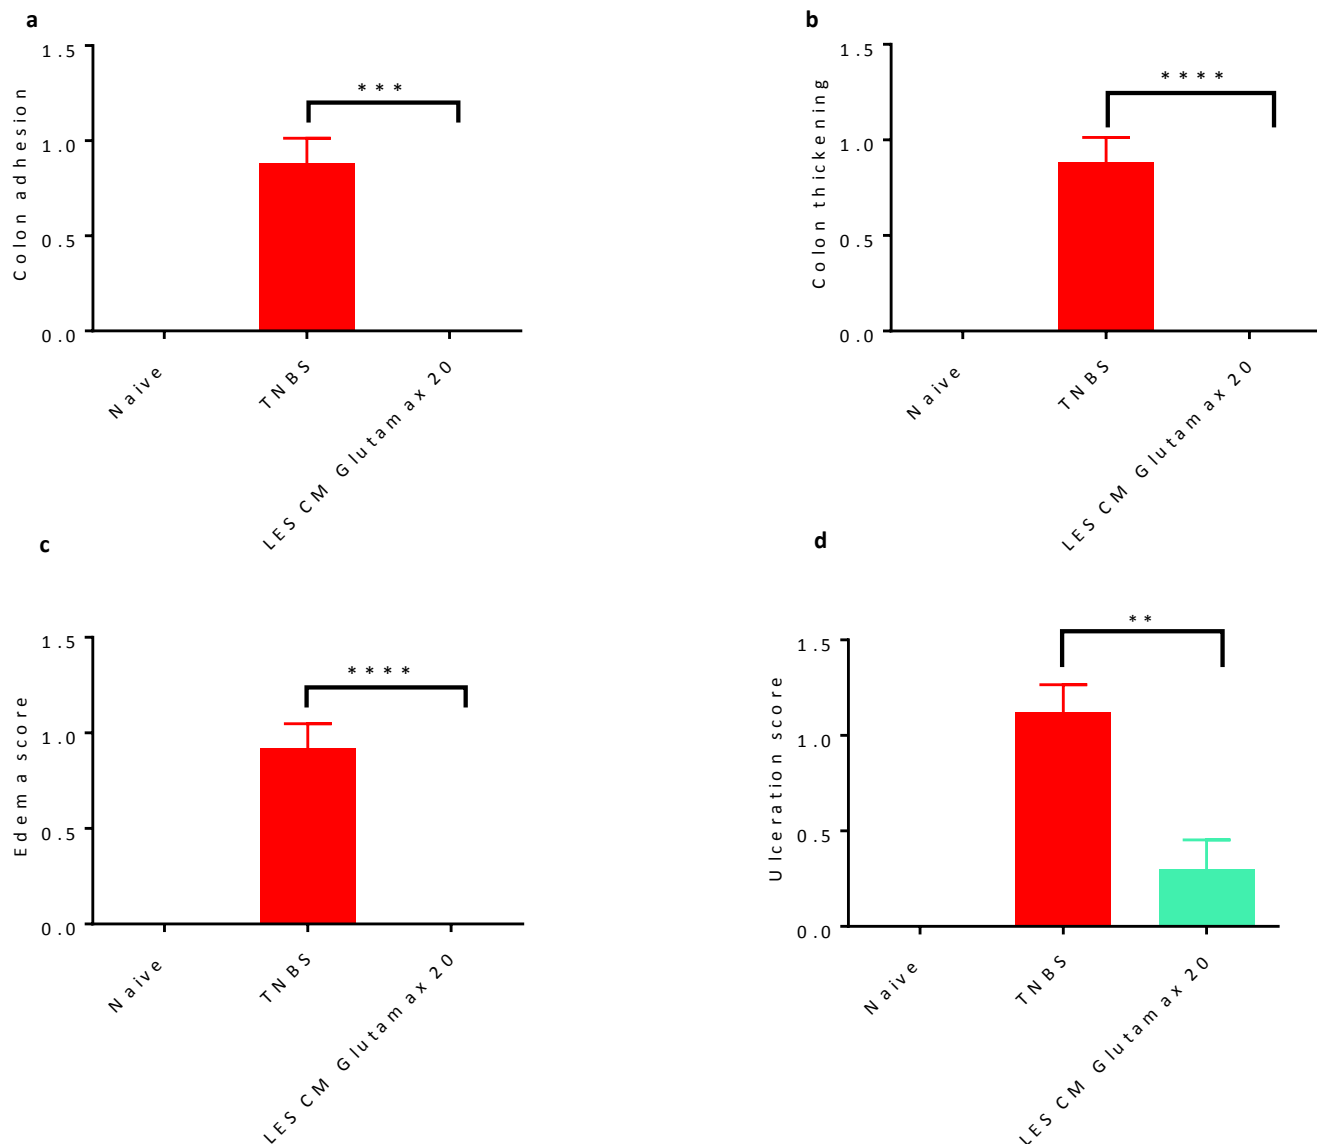 a
Colon adhesion
1.5
1.0
0.5
0.0
***
Naive
TNBS
LES CM Glutamax 20
b
Colon thickening
1.5
1.0
0.5
0.0
****
Naive
TNBS
LES CM Glutamax 20
c
Edema score
1.5
1.0
0.5
0.0
****
Naive
TNBS
LES CM Glutamax 20
d
Ulceration score
1.5
1.0
0.5
0.0
**
Naive
TNBS
LES CM Glutamax 20